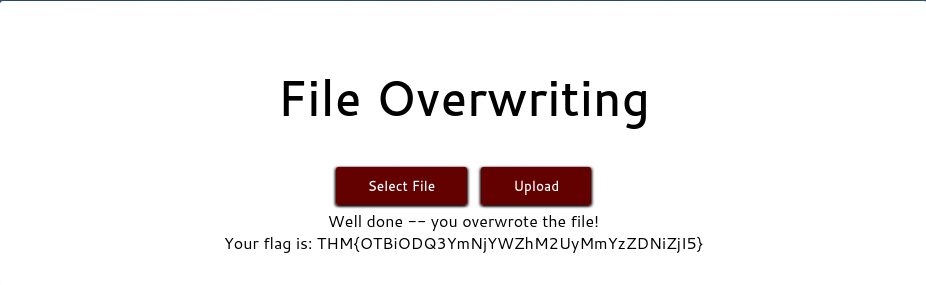 File Overwriting
Select File Upload
Well done -- you overwrote the file!
Your flag is: THM{OTBiODQ3YmNjYWZhM2UyMmYzZDNiZjI5}